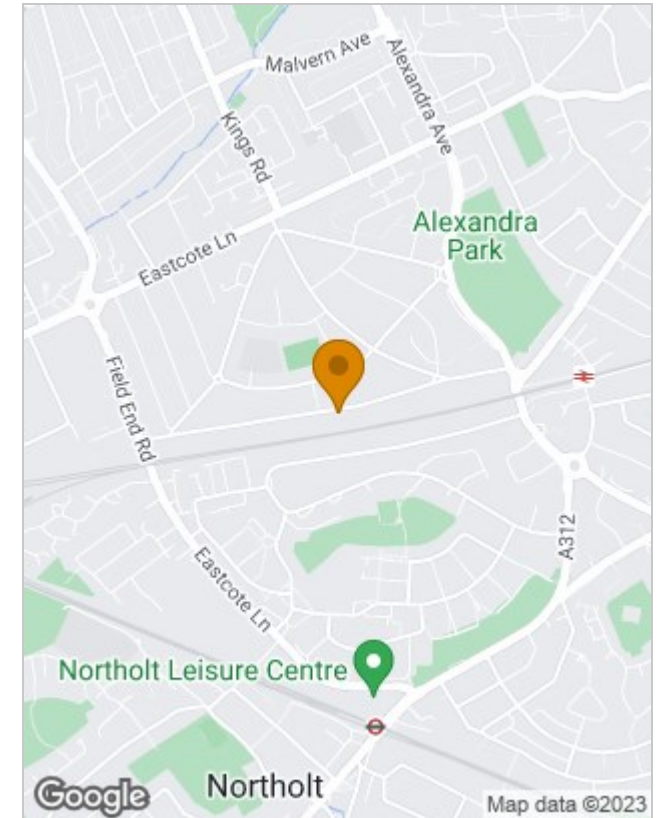 Malvern Ave
Alexandra Ave
Kings Rd
Alexandra
Park
Eastcote Ln
Field End Rd
A312
Eastcote Ln
Northolt Leisure Centre
Northolt
Google
Map data ©2023